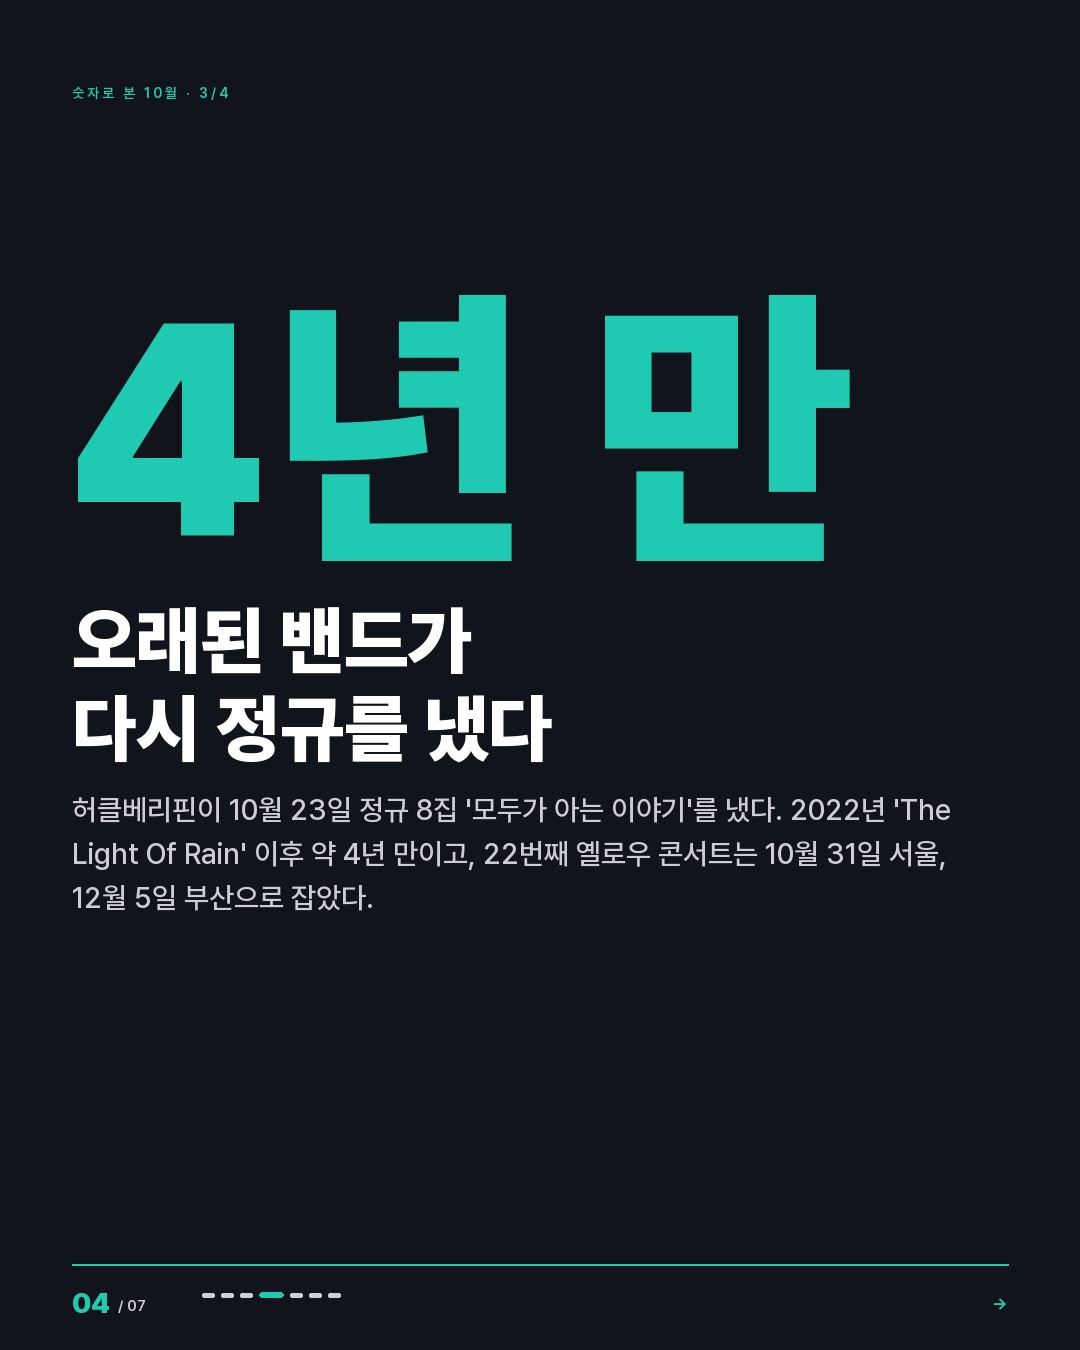 숫자로 본 10월 · 3/4
4년 만
오래된 밴드가
다시 정규를 냈다
허클베리핀이 10월 23일 정규 8집 '모두가 아는 이야기'를 냈다. 2022년 'The
Light Of Rain' 이후 약 4년 만이고, 22번째 옐로우 콘서트는 10월 31일 서울,
12월 5일 부산으로 잡았다.
04 / 07 →